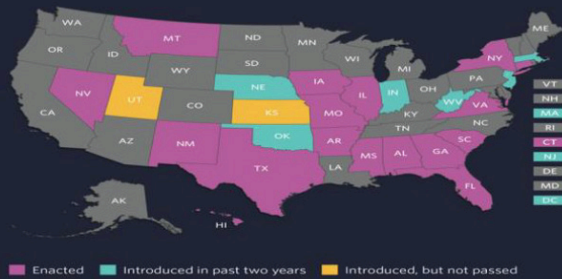 WA
MT
ND
MN
ME
OR
ID
SD
WI
MI
NY
WY
NE
IA
PA
VT
NV
UT
CO
KS
MO
IL
IN
OH
WV
VA
NH
CA
KY
MA
AZ
NM
OK
AR
TN
NC
RI
TX
LA
MS
AL
GA
SC
CT
NJ
AK
FL
DE
HI
MD
DC
Enacted
Introduced in past two years
Introduced, but not passed